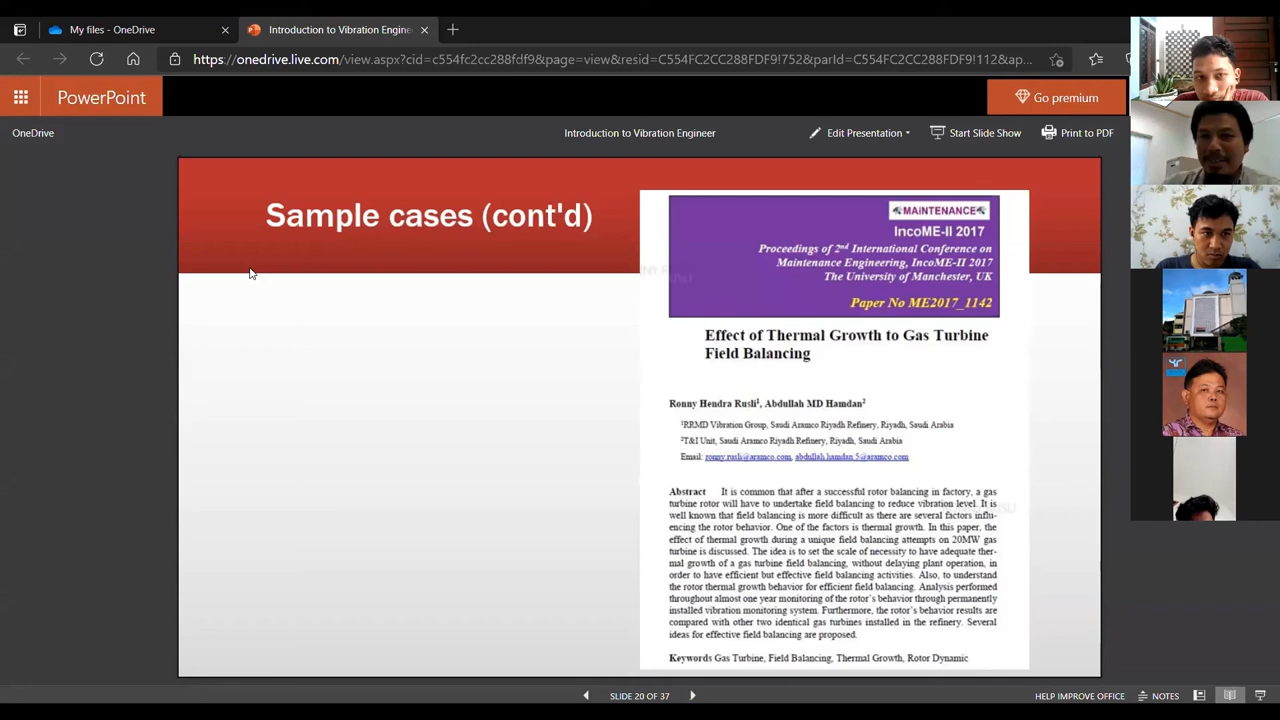 My files - OneDrive
Introduction to Vibration Engine
https://onedrive.live.com/view.aspx?cid=c554fc2cc288fdf9&page=view&resid=C554FC2CC288FDF9!752&parId=C554FC2CC288FDF9!112&ap...
PowerPoint
Go premium
OneDrive
Introduction to Vibration Engineer
Edit Presentation
Start Slide Show
Print to PDF
Sample cases (cont'd)
MAINTENANCE
IncoME-II 2017
Proceedings of 2nd International Conference on
Maintenance Engineering, IncoME-II 2017
The University of Manchester, UK
Paper No ME2017_1142
Effect of Thermal Growth to Gas Turbine
Field Balancing
Ronny Hendra Rusli1, Abdullah MD Hamdan2
1RRMD Vibration Group, Saudi Aramco Riyadh Refinery, Riyadh, Saudi Arabia
2T&I Unit, Saudi Aramco Riyadh Refinery, Riyadh, Saudi Arabia
Email: ronny.rusli@aramco.com, abdullah.hamdan.5@aramco.com
Abstract It is common that after a successful rotor balancing in factory, a gas
turbine rotor will have to undertake field balancing to reduce vibration level. It is
well known that field balancing is more difficult as there are several factors influ-
encing the rotor behavior. One of the factors is thermal growth. In this paper, the
effect of thermal growth during a unique field balancing attempts on 20MW gas
turbine is discussed. The idea is to set the scale of necessity to have adequate ther-
mal growth of a gas turbine field balancing, without delaying plant operation, in
order to have efficient but effective field balancing activities. Also, to understand
the rotor thermal growth behavior for efficient field balancing. Analysis performed
throughout almost one year monitoring of the rotor's behavior through permanently
installed vibration monitoring system. Furthermore, the rotor's behavior results are
compared with other two identical gas turbines installed in the refinery. Several
ideas for effective field balancing are proposed.
Keywords Gas Turbine, Field Balancing, Thermal Growth, Rotor Dynamic
SLIDE 20 OF 37
HELP IMPROVE OFFICE
NOTES